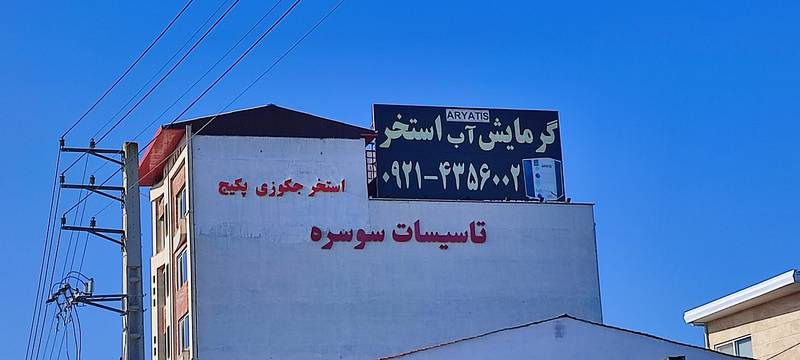 ARYATIS
گرمایش آب استخر
۰۹۲۱-۴۳۵۶۰۰۲
استخر جکوزی پکیج
تاسیسات سوسره